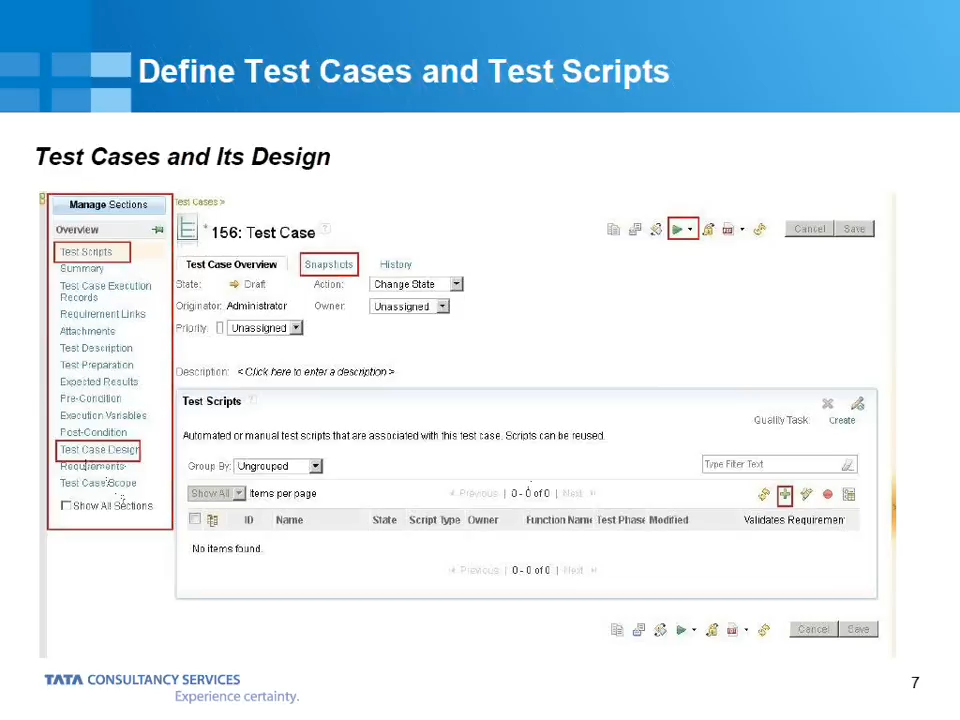 Define Test Cases and Test Scripts
Test Cases and Its Design
Manage Sections
Overview
Test Scripts
Summary
Test Case Execution
Records
Requirement Links
Attachments
Test Description
Test Preparation
Expected Results
Pre-Condition
Execution Variables
Post-Condition
Test Case Design
Requirements
Test Case Scope
Show All Sections
Test Cases >
* 156: Test Case
Cancel Save
Test Case Overview Snapshots History
State: Draft Action: Change State
Originator: Administrator Owner: Unassigned
Priority: Unassigned
Description: < Click here to enter a description >
Test Scripts
Quality Task: Create
Automated or manual test scripts that are associated with this test case. Scripts can be reused.
Group By: Ungrouped Type Filter Text
Show All items per page Previous | 0 - 0 of 0 | Next
ID Name State Script Type Owner Function Name Test Phase Modified Validates Requirement
No items found.
Previous | 0 - 0 of 0 | Next
Cancel Save
TATA CONSULTANCY SERVICES
Experience certainty.
7